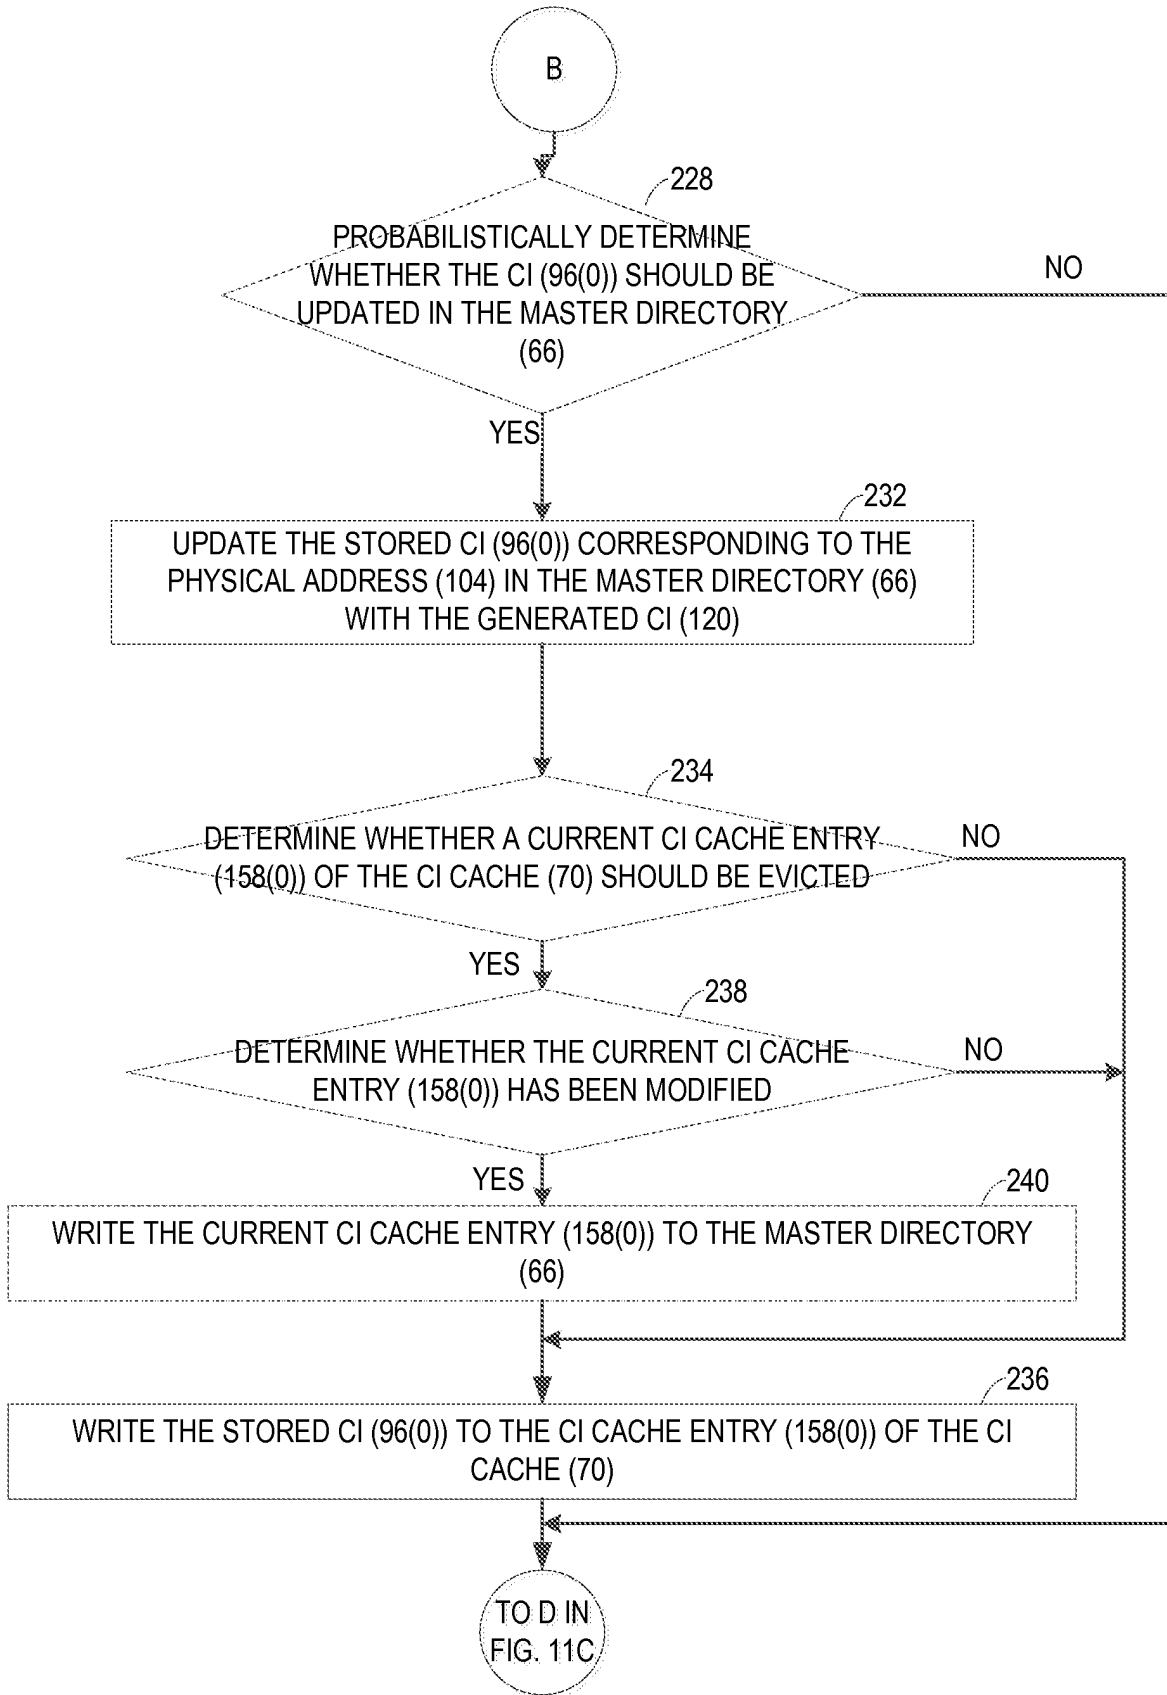 B
228
PROBABILISTICALLY DETERMINE
WHETHER THE CI (96(0)) SHOULD BE
UPDATED IN THE MASTER DIRECTORY
(66)
NO
YES
232
UPDATE THE STORED CI (96(0)) CORRESPONDING TO THE
PHYSICAL ADDRESS (104) IN THE MASTER DIRECTORY (66)
WITH THE GENERATED CI (120)
234
DETERMINE WHETHER A CURRENT CI CACHE ENTRY
(158(0)) OF THE CI CACHE (70) SHOULD BE EVICTED
NO
YES
238
DETERMINE WHETHER THE CURRENT CI CACHE
ENTRY (158(0)) HAS BEEN MODIFIED
NO
YES
240
WRITE THE CURRENT CI CACHE ENTRY (158(0)) TO THE MASTER DIRECTORY
(66)
236
WRITE THE STORED CI (96(0)) TO THE CI CACHE ENTRY (158(0)) OF THE CI
CACHE (70)
TO D IN
FIG. 11C